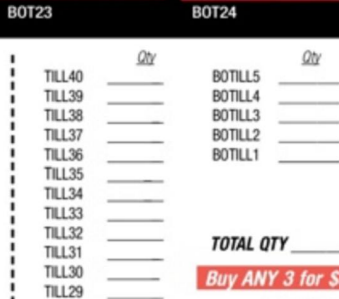 BOT23 BOT24
Qty Qty
TILL40 BOTILL5
TILL39 BOTILL4
TILL38 BOTILL3
TILL37 BOTILL2
TILL36 BOTILL1
TILL35
TILL34
TILL33
TILL32
TILL31 TOTAL QTY
TILL30
TILL29 Buy ANY 3 for $